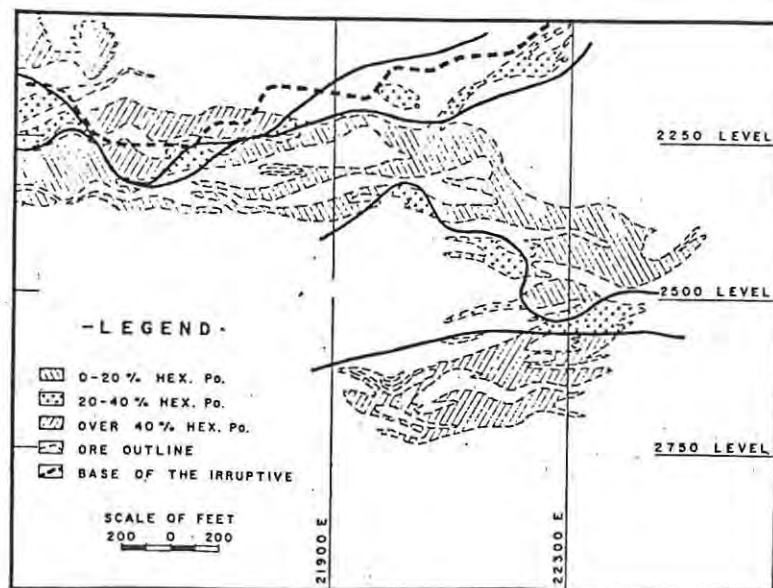 2250 LEVEL
2500 LEVEL
-LEGEND-
0-20% HEX. Po.
20-40% HEX. Po.
OVER 40% HEX. Po.
ORE OUTLINE
BASE OF THE IRRUPTIVE
2750 LEVEL
SCALE OF FEET
200 0 200
21900 E
22300 E